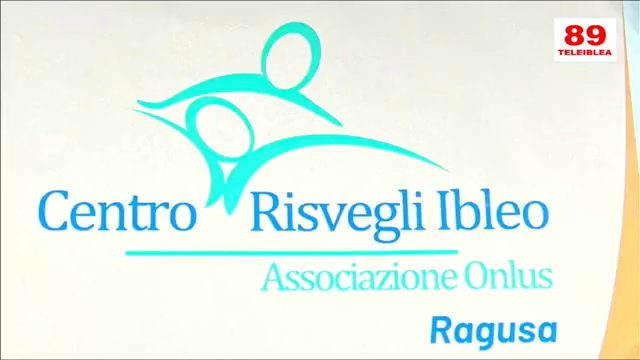 89
TELEIBLEA
Centro Risvegli Ibleo
Associazione Onlus
Ragusa